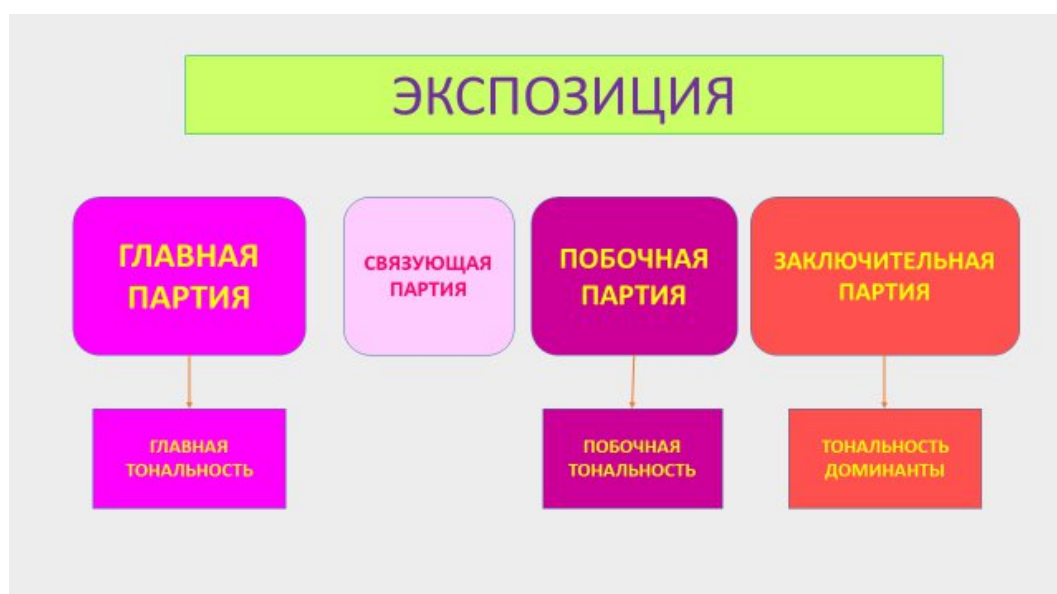 ЭКСПОЗИЦИЯ
ГЛАВНАЯ
ПАРТИЯ
СВЯЗУЮЩАЯ
ПАРТИЯ
ПОБОЧНАЯ
ПАРТИЯ
ЗАКЛЮЧИТЕЛЬНАЯ
ПАРТИЯ
ГЛАВНАЯ
ТОНАЛЬНОСТЬ
ПОБОЧНАЯ
ТОНАЛЬНОСТЬ
ТОНАЛЬНОСТЬ
ДОМИНАНТЫ